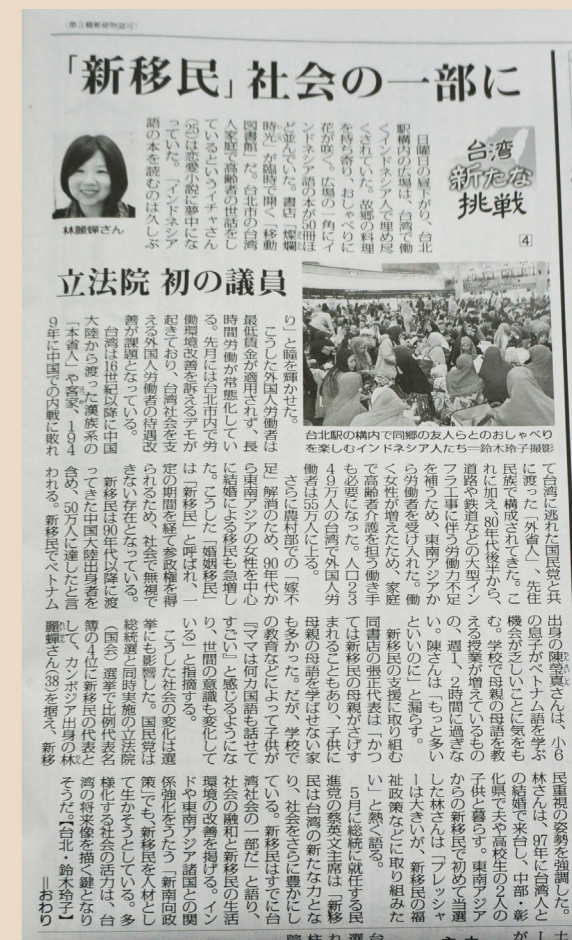 (第3種郵便物認可)
「新移民」社会の一部に
台湾
新たな
挑戦
4
日曜日の昼下がり、台北
駅構内の広場は、台湾で働
くインドネシア人で埋め尽
くされていた。故郷の料理
を持ち寄り、おしゃべりに
花が咲く。広場の一角にイ
ンドネシア語の本が50冊ほ
ど並んでいた。書店「燦爛
時光」が臨時で開く「移動
図書館」だ。台北市の台湾
人家庭で高齢者の世話をし
ているというイチャさん
(25)は恋愛小説に夢中にな
っていた。「インドネシア
語の本を読むのは久しぶ
林麗蟬さん
立法院 初の議員
台北駅の構内で同郷の友人らとのおしゃべり
を楽しむインドネシア人たち=鈴木玲子撮影
り」と瞳を輝かせた。
こうした外国人労働者は
最低賃金が適用されず、長
時間労働が常態化してい
る。先月には台北市内で労
働環境改善を訴えるデモが
起きており、台湾社会を支
える外国人労働者の待遇改
善が課題となっている。
台湾は16世紀以降に中国
大陸から渡った漢族系の
「本省人」や客家、194
9年に中国での内戦に敗れ
て台湾に逃れた国民党と共
に渡った「外省人」、先住
民族で構成されてきた。こ
れに加え、80年代後半から、
道路や鉄道などの大型イン
フラ工事に伴う労働力不足
を補うため、東南アジアか
ら労働者を受け入れた。働
く女性が増えたため、家庭
で高齢者介護を担う働き手
も必要になった。人口23
49万人の台湾で外国人労
働者は55万人に上る。
さらに農村部での「嫁不
足」解消のため、90年代か
ら東南アジアの女性を中心
に結婚による移民も急増し
た。こうした「婚姻移民」
は「新移民」と呼ばれ、一
定の期間を経て参政権を得
られるため、社会で無視で
きない存在となっている。
新移民は90年代以降に渡
ってきた中国大陸出身者を
含め、50万人に達したと言
われる。新移民でベトナム
出身の陳瑩真さんは、小6
の息子がベトナム語を学ぶ
機会が乏しいことに気をも
む。学校で母親の母語を教
える授業が増えているもの
の、週1、2時間に過ぎな
い。陳さんは「もっと多い
といいのに」と漏らす。
新移民の支援に取り組む
同書店の張正代表は「かつ
ては新移民の母親がさげす
まれることもあり、子供に
母親の母語を学ばせない家
も多かった。だが、学校で
の教育などによって子供が
『ママは何カ国語も話せて
すごい』と感じるようにな
り、世間の意識も変化して
いる」と指摘する。
こうした社会の変化は選
挙にも影響した。国民党は
総統選と同時実施の立法院
(国会)選挙で比例代表名
簿の4位に新移民の代表と
して、カンボジア出身の林
麗蟬さん(38)を据え、新移
民重視の姿勢を強調した。
林さんは、97年に台湾人と
の結婚で来台し、中部・彰
化県で夫や高校生の2人の
子供と暮らす。東南アジア
からの新移民で初めて当選
した林さんは「プレッシャ
ーは大きいが、新移民の福
祉政策などに取り組みた
い」と熱く語る。
5月に総統に就任する民
進党の蔡英文主席は「新移
民は台湾の新たな力とな
り、社会をさらに豊かにし
ている。新移民はすでに台
湾社会の一部だ」と語り、
社会の融和と新移民の生活
環境の改善を掲げる。イン
ドや東南アジア諸国との関
係強化をうたう「新南向政
策」でも、新移民を人材とし
て生かそうとしている。多
様化する社会の活力は、台
湾の将来像を描く鍵となり
そうだ。【台北・鈴木玲子】
=おわり